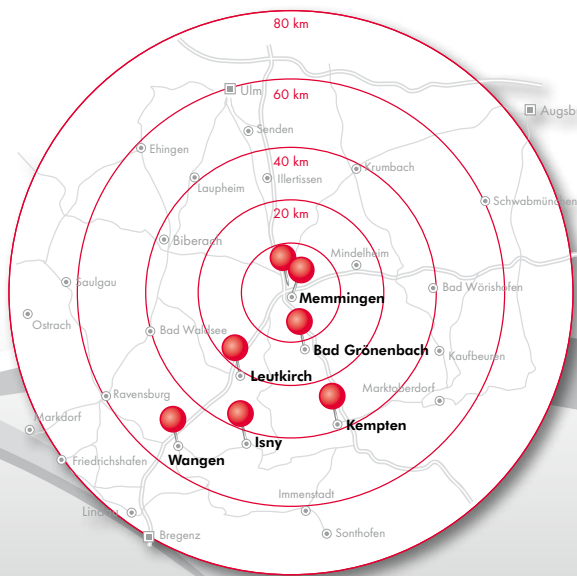 80 km
60 km
Ulm
Augsb
Senden
Ehingen
40 km
Krumbach
Illertissen
Laupheim
Schwabmünchen
20 km
Biberach
Mindelheim
Saulgau
Bad Wörishofen
Memmingen
Ostrach
Bad Waldsee
Bad Grönenbach
Kaufbeuren
Leutkirch
Marktoberdorf
Ravensburg
Markdorf
Kempten
Isny
Wangen
Friedrichshafen
Immenstadt
Lindau
Bregenz
Sonthofen